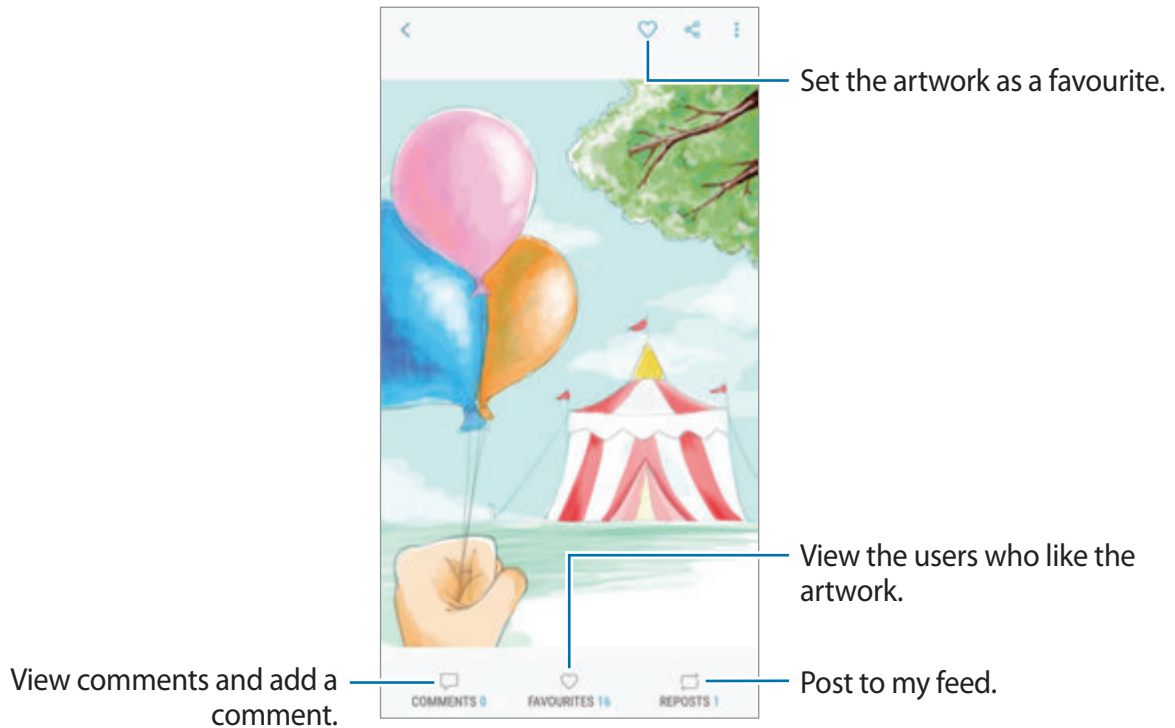 Set the artwork as a favourite.
View the users who like the
artwork.
View comments and add a
comment.
Post to my feed.
COMMENTS 0
FAVOURITES 16
REPOSTS 1